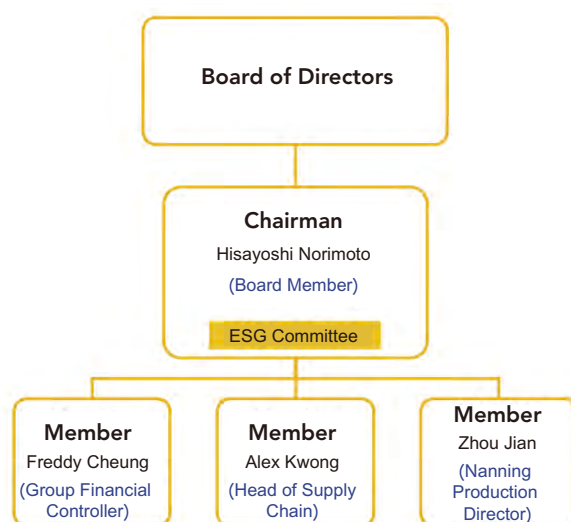 Board of Directors
Chairman
Hisayoshi Norimoto
(Board Member)
ESG Committee
Member
Freddy Cheung
(Group Financial
Controller)
Member
Alex Kwong
(Head of Supply
Chain)
Member
Zhou Jian
(Nanning
Production
Director)